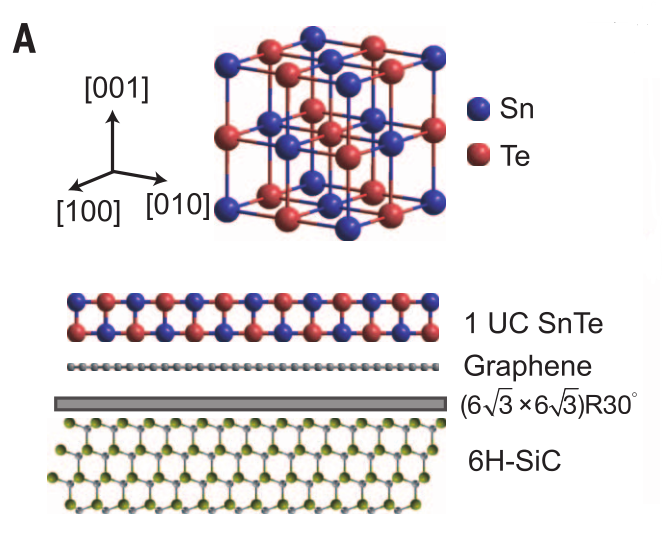 A
[001]
[100]
[010]
Sn
Te
1 UC SnTe
Graphene
(6√3 ×6√3)R30°
6H-SiC